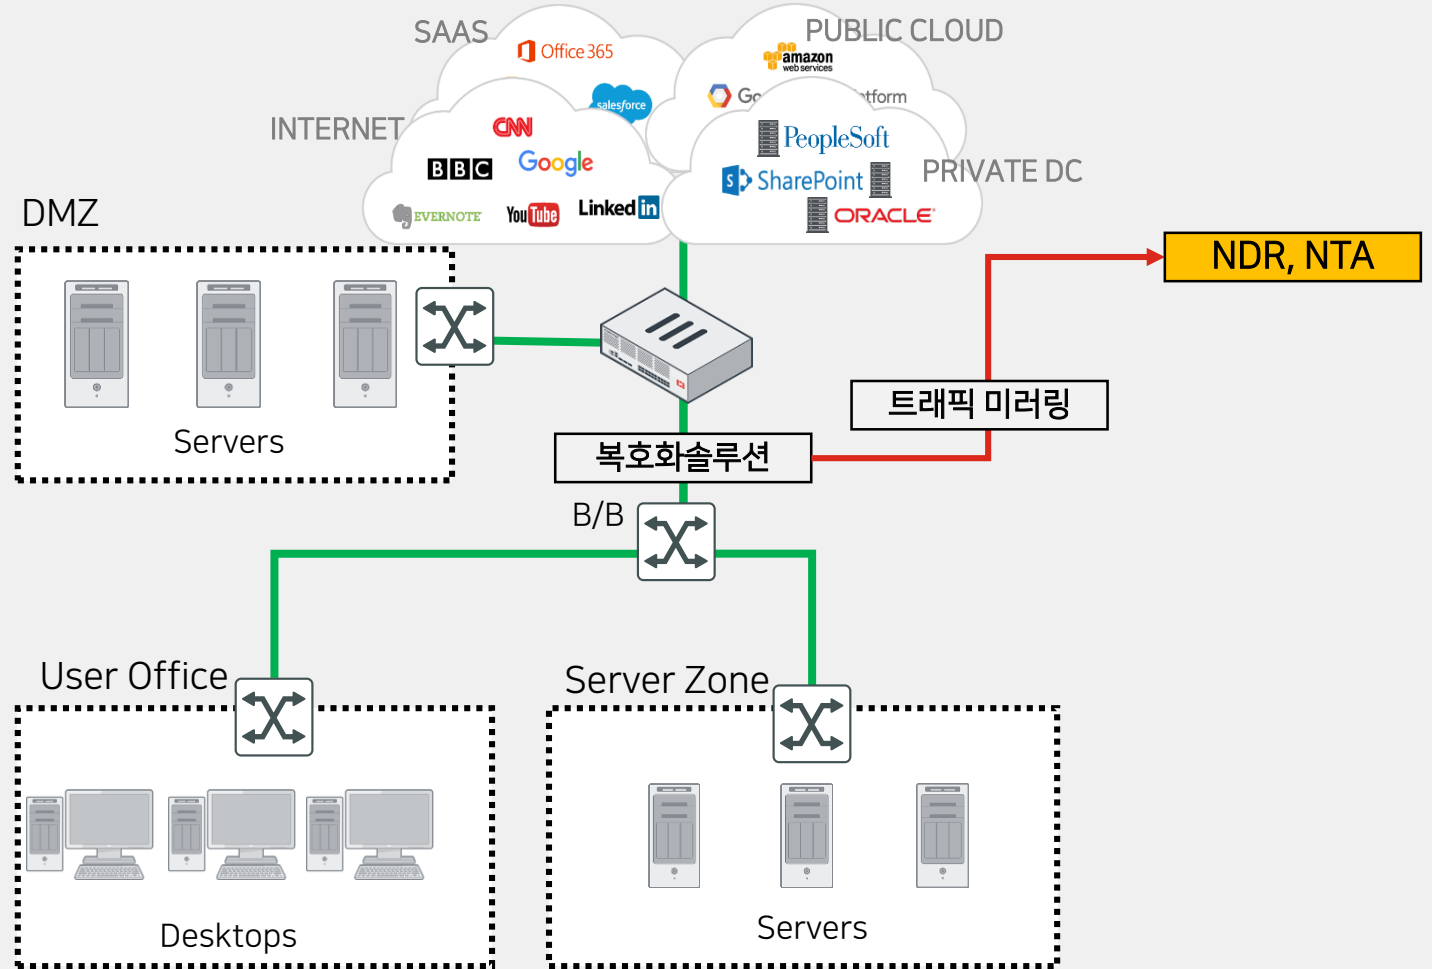 SAAS
Office 365
PUBLIC CLOUD
amazon
web services
salesforce
INTERNET
CNN
BBC
Google
EVERNOTE
YouTube
Linked in
PeopleSoft
SharePoint
ORACLE
PRIVATE DC
DMZ
Servers
NDR, NTA
트래픽 미러링
복호화솔루션
B/B
User Office
Desktops
Server Zone
Servers